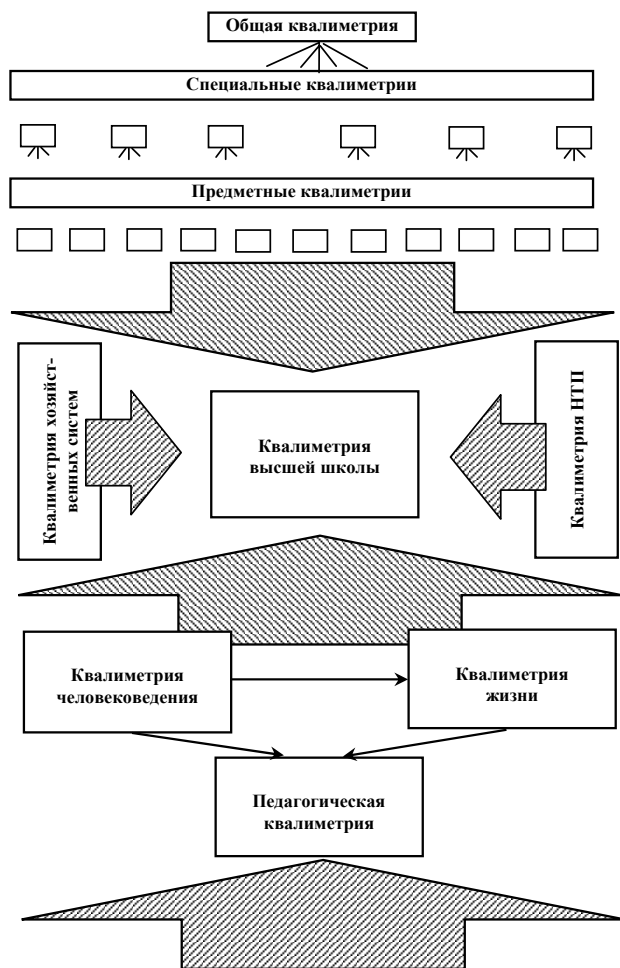 Общая квалиметрия
Специальные квалиметрии
Предметные квалиметрии
Квалиметрия хозяйст-
венных систем
Квалиметрия
высшей школы
Квалиметрия НТП
Квалиметрия
человековедения
Квалиметрия
жизни
Педагогическая
квалиметрия